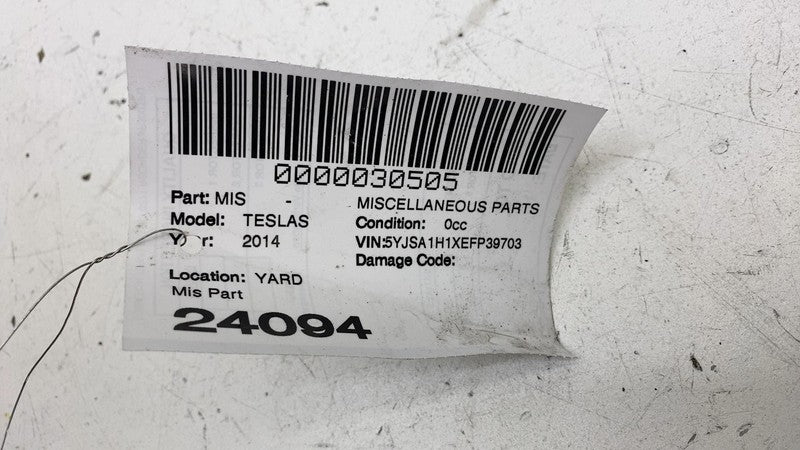 0000030505
Part: MIS - MISCELLANEOUS PARTS
Model: TESLAS Condition: 0cc
Year: 2014 VIN:5YJSA1H1XEFP39703
Damage Code:
Location: YARD
Mis Part
24094